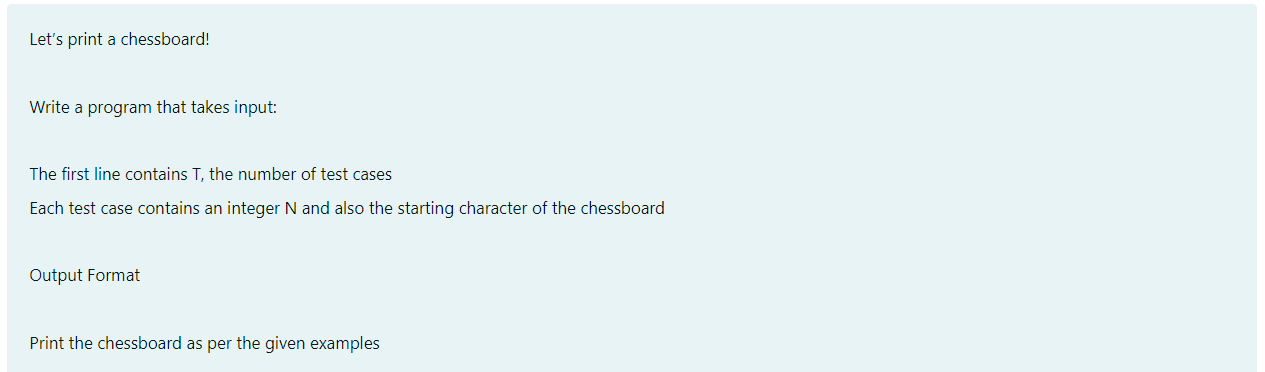 Let's print a chessboard!
Write a program that takes input:
The first line contains T, the number of test cases
Each test case contains an integer N and also the starting character of the chessboard
Output Format
Print the chessboard as per the given examples